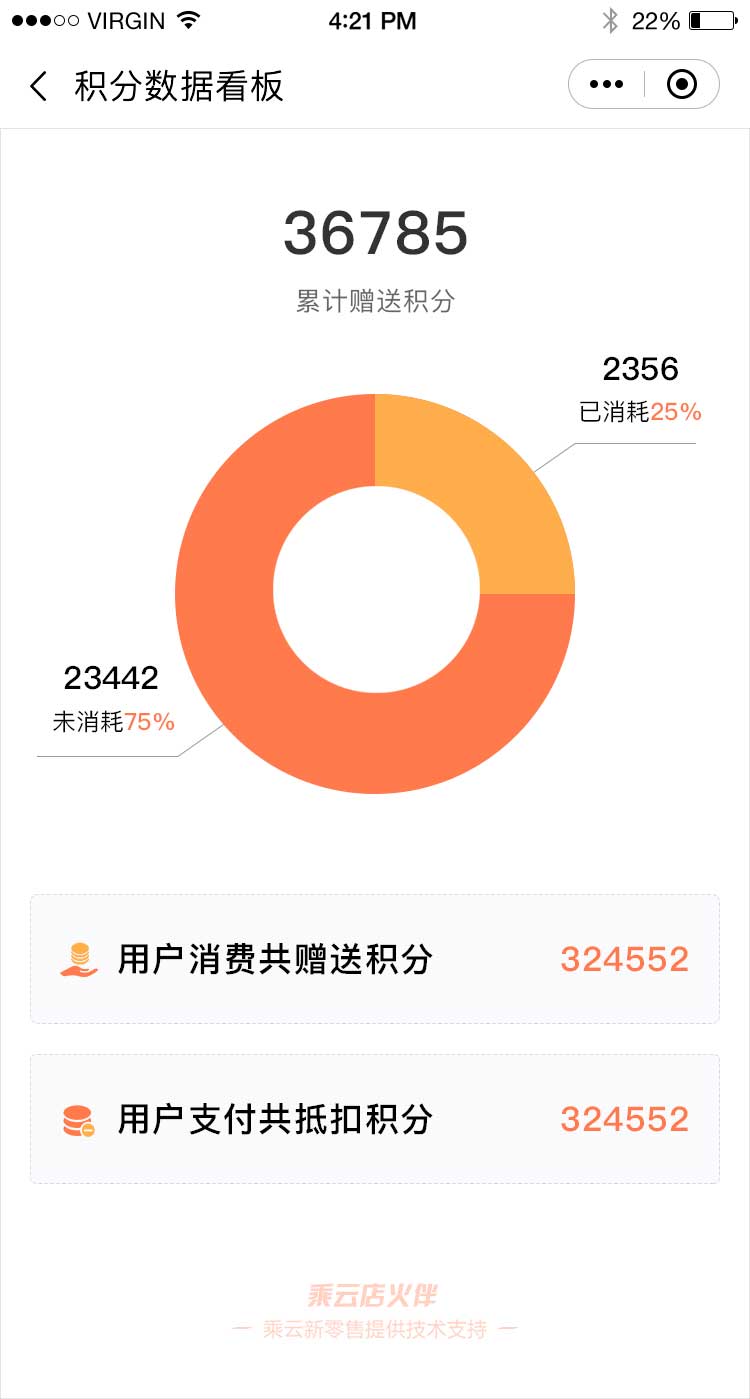 VIRGIN 4:21 PM 22%
积分数据看板
36785
累计赠送积分
2356
已消耗25%
23442
未消耗75%
用户消费共赠送积分 324552
用户支付共抵扣积分 324552
乘云店火伴
乘云新零售提供技术支持